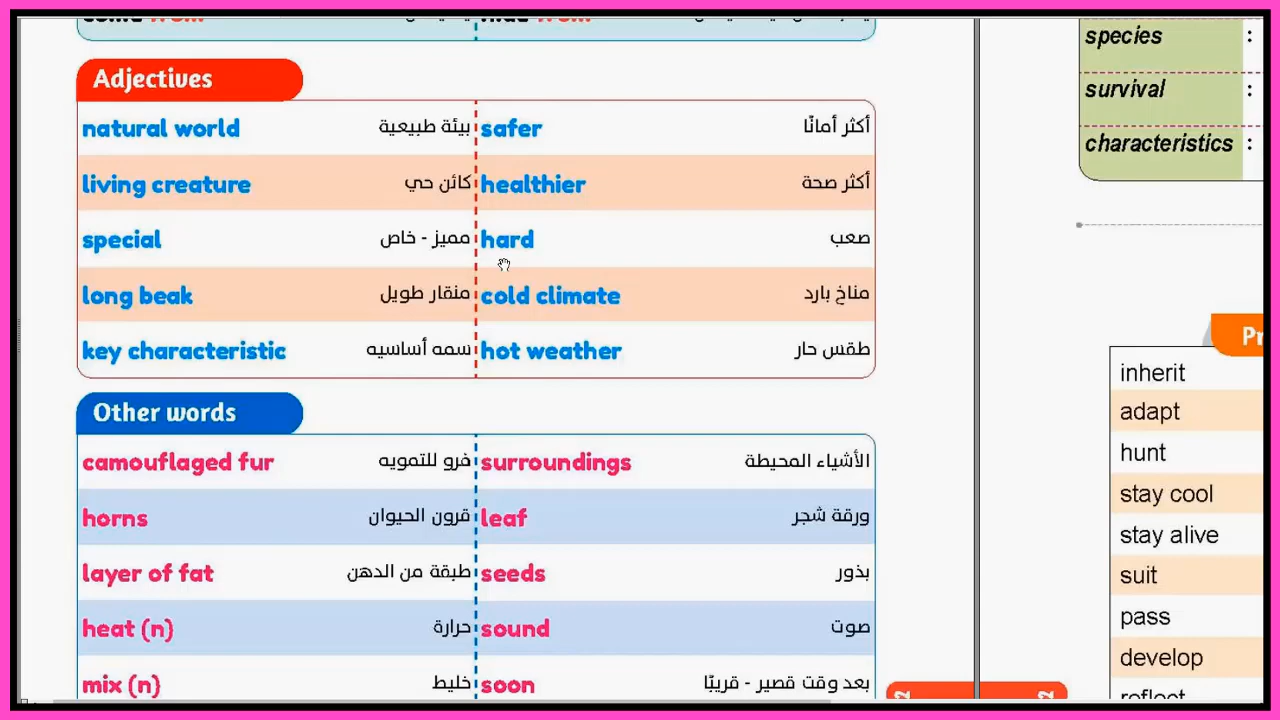 Adjectives
natural world بيئة طبيعية safer أكثر أمانًا
living creature كائن حي healthier أكثر صحة
special مميز - خاص hard صعب
long beak منقار طويل cold climate مناخ بارد
key characteristic سمه أساسيه hot weather طقس حار
Other words
camouflaged fur فرو للتمويه surroundings الأشياء المحيطة
horns قرون الحيوان leaf ورقة شجر
layer of fat طبقة من الدهن seeds بذور
heat (n) حرارة sound صوت
mix (n) خليط soon بعد وقت قصير - قريبًا
species :
survival :
characteristics :
inherit
adapt
hunt
stay cool
stay alive
suit
pass
develop